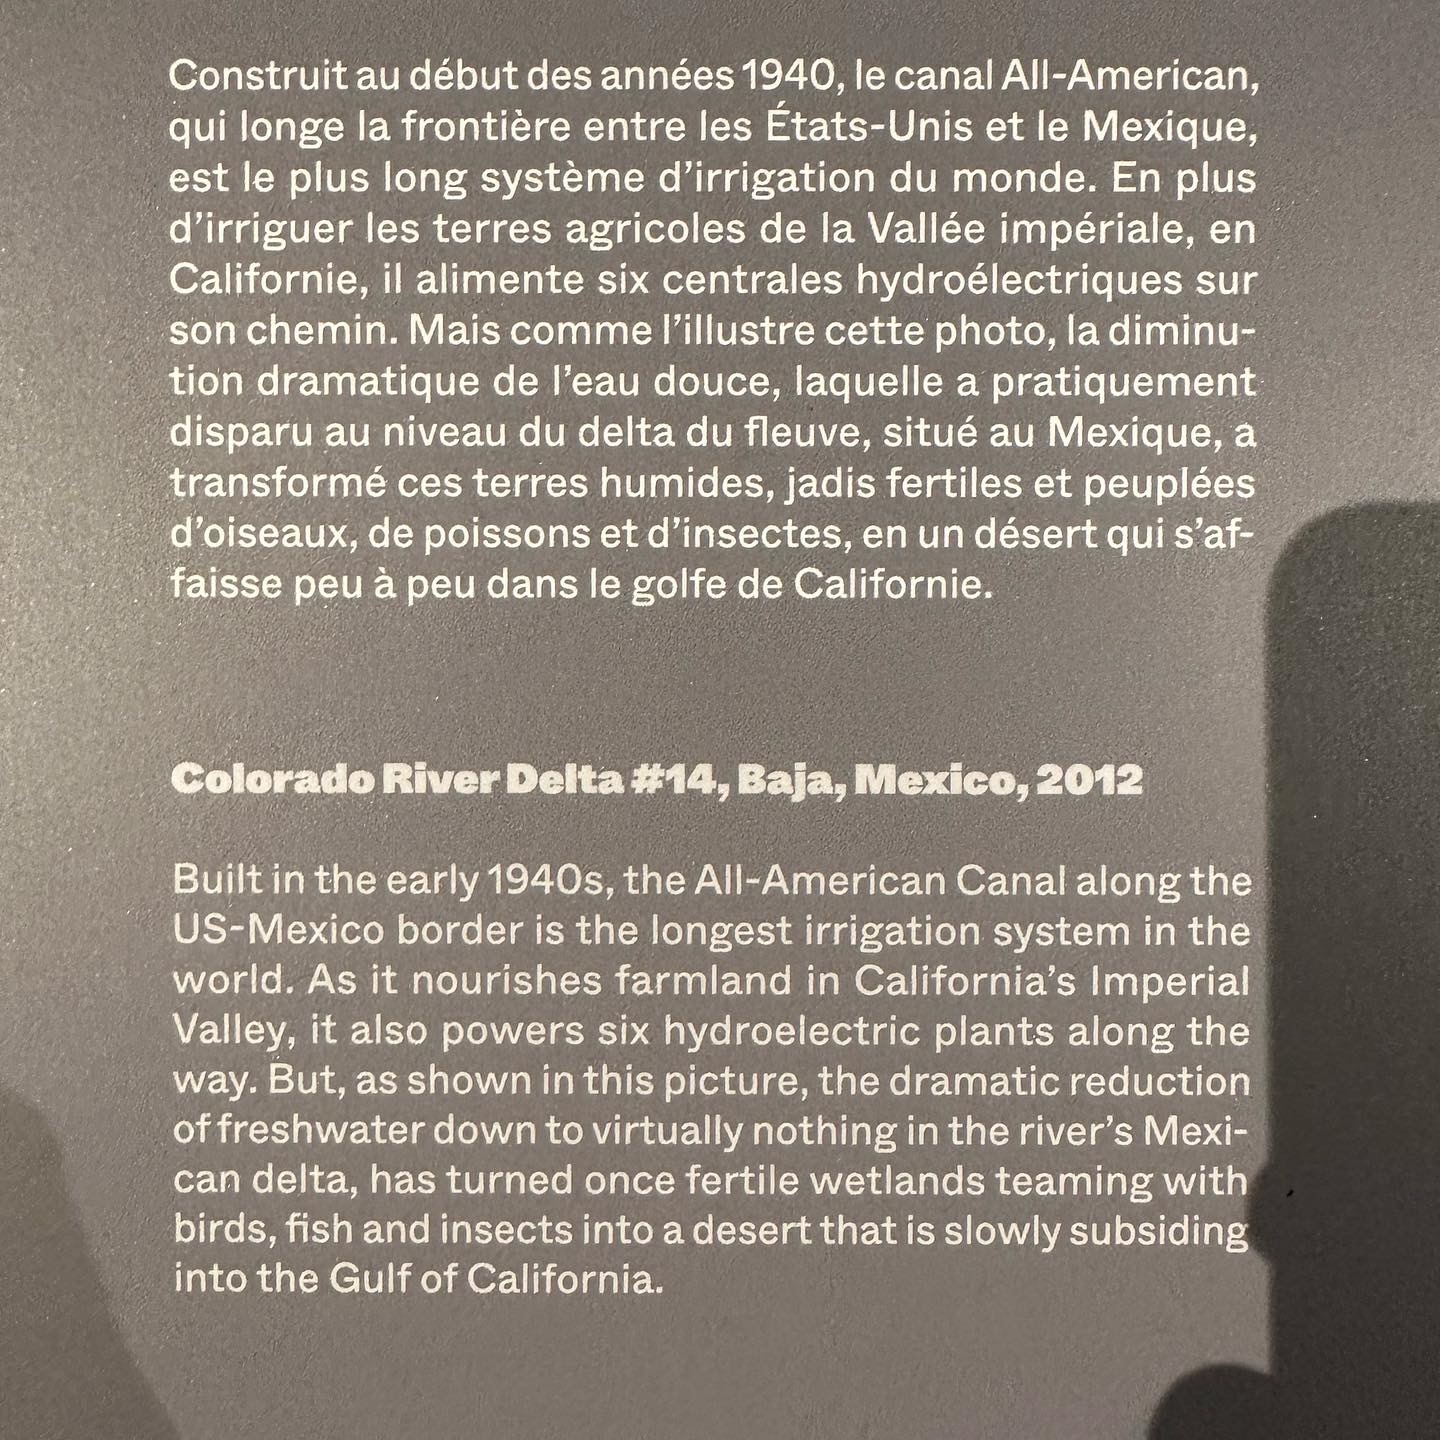 Construit au début des années 1940, le canal All-American,
qui longe la frontière entre les États-Unis et le Mexique,
est le plus long système d’irrigation du monde. En plus
d’irriguer les terres agricoles de la Vallée impériale, en
Californie, il alimente six centrales hydroélectriques sur
son chemin. Mais comme l’illustre cette photo, la diminu-
tion dramatique de l’eau douce, laquelle a pratiquement
disparu au niveau du delta du fleuve, situé au Mexique, a
transformé ces terres humides, jadis fertiles et peuplées
d’oiseaux, de poissons et d’insectes, en un désert qui s’af-
faisse peu à peu dans le golfe de Californie.
Colorado River Delta #14, Baja, Mexico, 2012
Built in the early 1940s, the All-American Canal along the
US-Mexico border is the longest irrigation system in the
world. As it nourishes farmland in California’s Imperial
Valley, it also powers six hydroelectric plants along the
way. But, as shown in this picture, the dramatic reduction
of freshwater down to virtually nothing in the river’s Mexi-
can delta, has turned once fertile wetlands teaming with
birds, fish and insects into a desert that is slowly subsiding
into the Gulf of California.